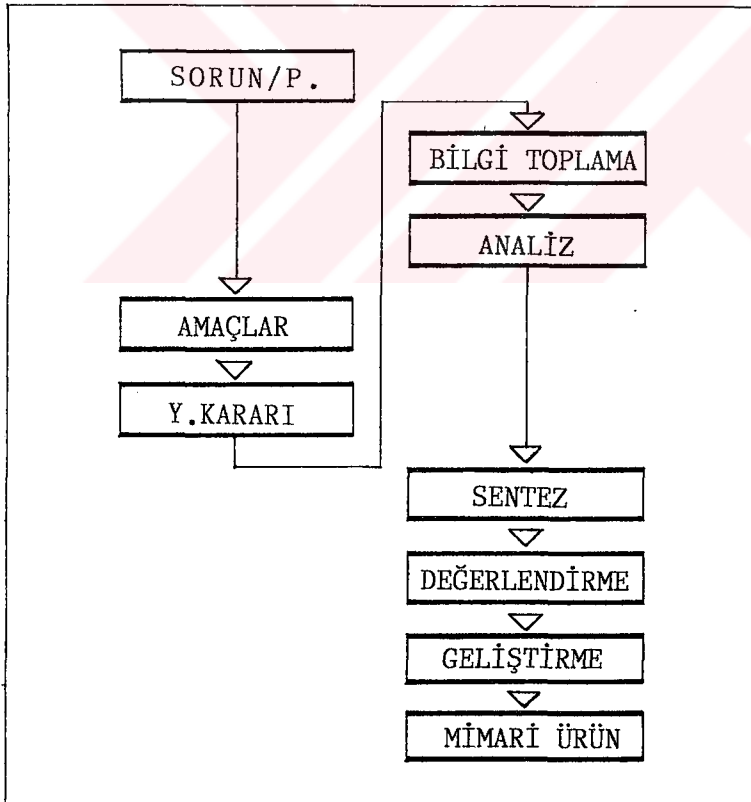 SORUN/P.
AMAÇLAR
Y.KARARI
BİLGİ TOPLAMA
ANALİZ
SENTEZ
DEĞERLENDİRME
GELİŞTİRME
MİMARİ ÜRÜN